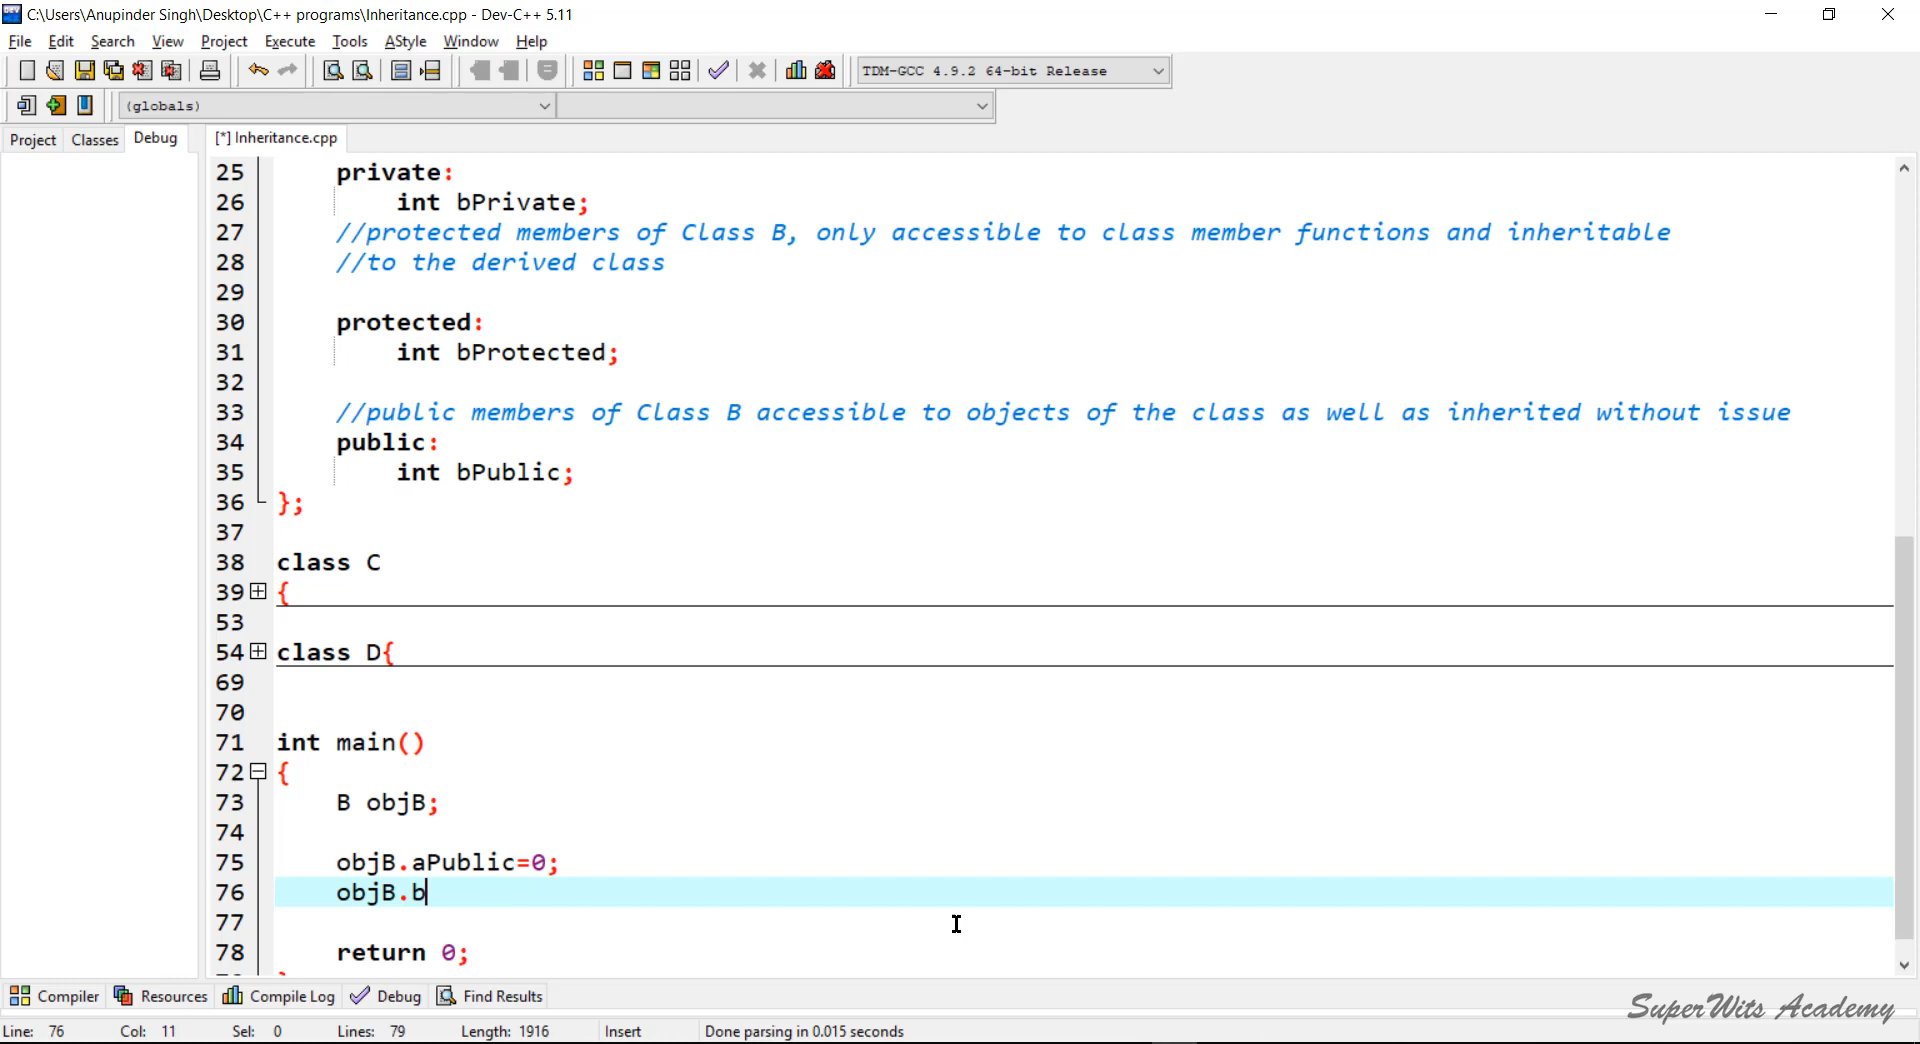 C:\Users\Anupinder Singh\Desktop\C++ programs\Inheritance.cpp - Dev-C++ 5.11
File Edit Search View Project Execute Tools AStyle Window Help
TDM-GCC 4.9.2 64-bit Release
(globals)
Project Classes Debug [*] Inheritance.cpp
25 private:
26 int bPrivate;
27 //protected members of Class B, only accessible to class member functions and inheritable
28 //to the derived class
29
30 protected:
31 int bProtected;
32
33 //public members of Class B accessible to objects of the class as well as inherited without issue
34 public:
35 int bPublic;
36 };
37
38 class C
39 {
53
54 class D{
69
70
71 int main()
72 {
73 B objB;
74
75 objB.aPublic=0;
76 objB.b
77
78 return 0;
Compiler Resources Compile Log Debug Find Results
SuperWits Academy
Line: 76 Col: 11 Sel: 0 Lines: 79 Length: 1916 Insert Done parsing in 0.015 seconds